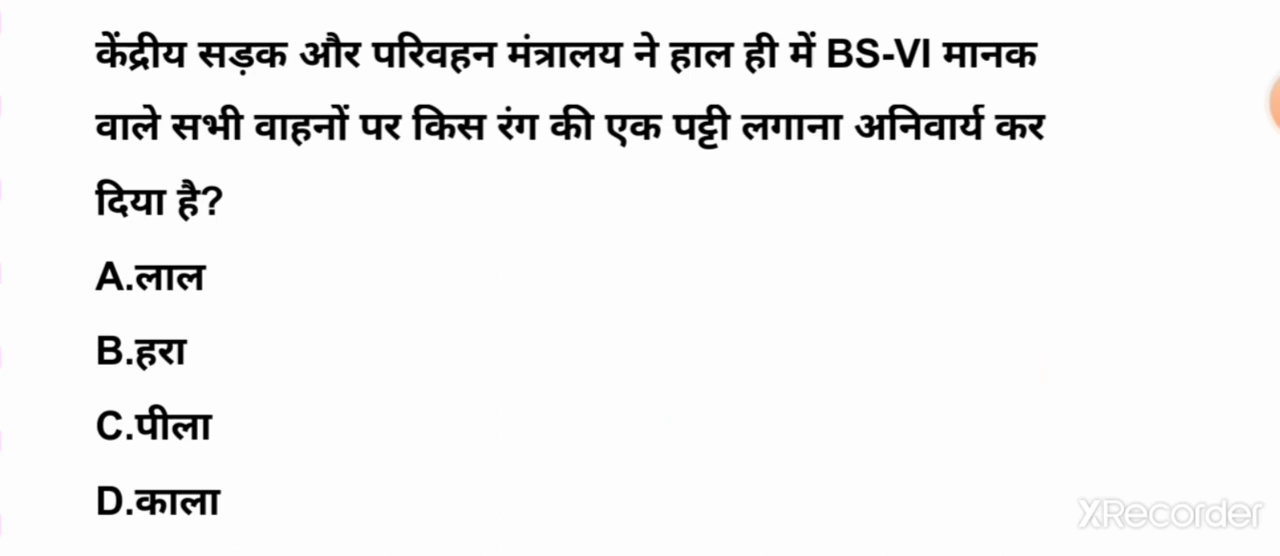 केंद्रीय सड़क और परिवहन मंत्रालय ने हाल ही में BS-VI मानक
वाले सभी वाहनों पर किस रंग की एक पट्टी लगाना अनिवार्य कर
दिया है?
A.लाल
B.हरा
C.पीला
D.काला
XRecorder